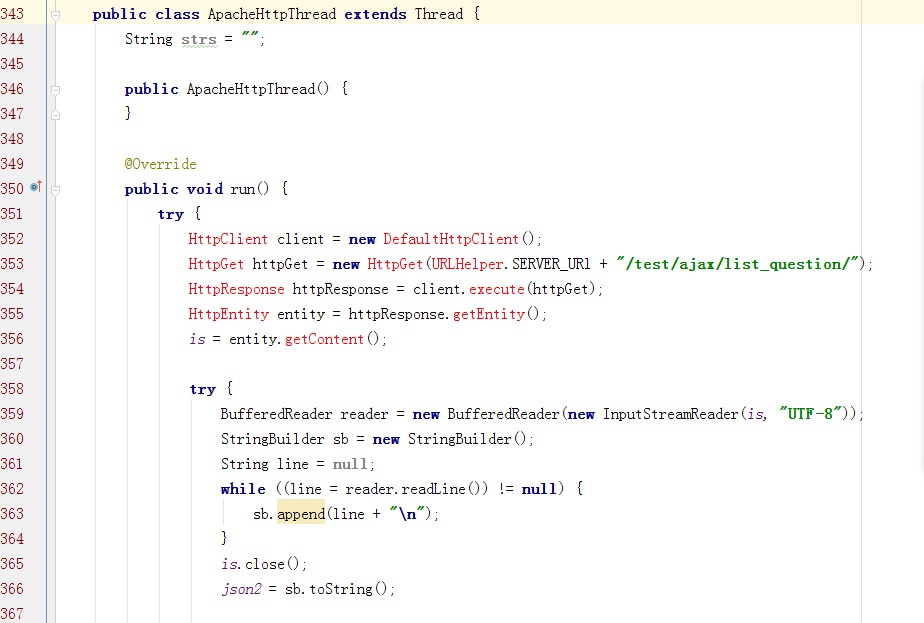 343 public class ApacheHttpThread extends Thread {
344 String strs = "";
345
346 public ApacheHttpThread() {
347 }
348
349 @Override
350 public void run() {
351 try {
352 HttpClient client = new DefaultHttpClient();
353 HttpGet httpGet = new HttpGet(URLHelper.SERVER_URl + "/test/ajax/list_question/");
354 HttpResponse httpResponse = client.execute(httpGet);
355 HttpEntity entity = httpResponse.getEntity();
356 is = entity.getContent();
357
358 try {
359 BufferedReader reader = new BufferedReader(new InputStreamReader(is, "UTF-8"));
360 StringBuilder sb = new StringBuilder();
361 String line = null;
362 while ((line = reader.readLine()) != null) {
363 sb.append(line + "\n");
364 }
365 is.close();
366 json2 = sb.toString();
367